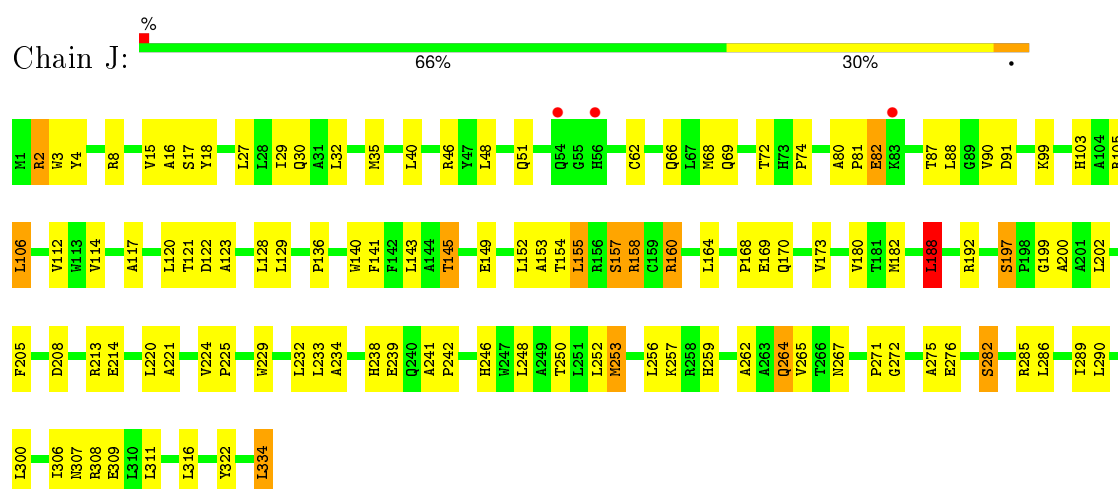 %
Chain J:
66% 30% •
M1 R2 W3 Y4 R8 V15 A16 S17 Y18 L27 L28 I29 Q30 A31 L32 M35 L40 R46 Y47 L48 Q51 Q54 G55 H56 C62 Q66 L67 M68 Q69 T72 H73 P74 A80 P81 E82 K83 T87 L88 G89 V90 D91 K99 H103 A104 R105
L106 V112 W113 V114 A117 L120 T121 D122 A123 L128 L129 P136 W140 F141 F142 L143 A144 T145 E149 L152 A153 T154 L155 R156 S157 R158 C159 R160 L164 P168 E169 Q170 V173 V180 T181 M182 L188 R192 S197 P198 G199 A200 A201 L202
F205 D208 R213 E214 L220 A221 V224 P225 W229 L232 L233 A234 H238 E239 Q240 A241 P242 H246 W247 L248 A249 T250 L251 L252 M253 L256 K257 R258 H259 A262 A263 Q264 V265 T266 N267 P271 G272 A275 E276 S282 R285 L286 L289 L290
L300 I306 N307 R308 E309 L310 L311 L316 Y322 L334